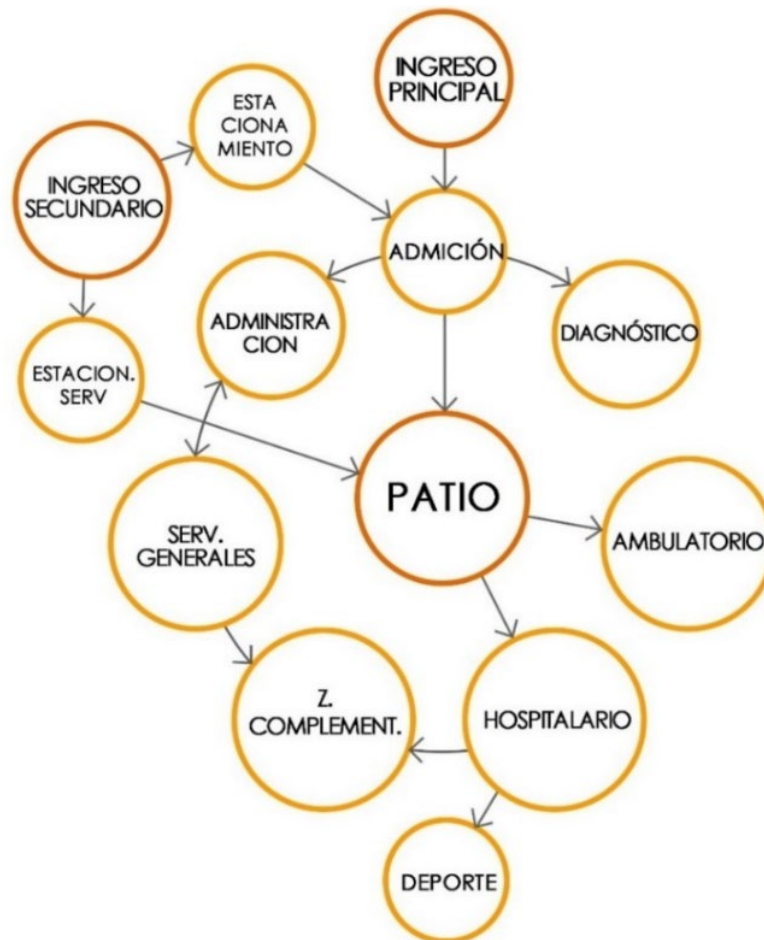 INGRESO
PRINCIPAL
ESTA
CIONA
MIENTO
INGRESO
SECUNDARIO
ADMICIÓN
ADMINISTRA
CION
DIAGNÓSTICO
ESTACION.
SERV
PATIO
SERV.
GENERALES
AMBULATORIO
Z.
COMPLEMENT.
HOSPITALARIO
DEPORTE